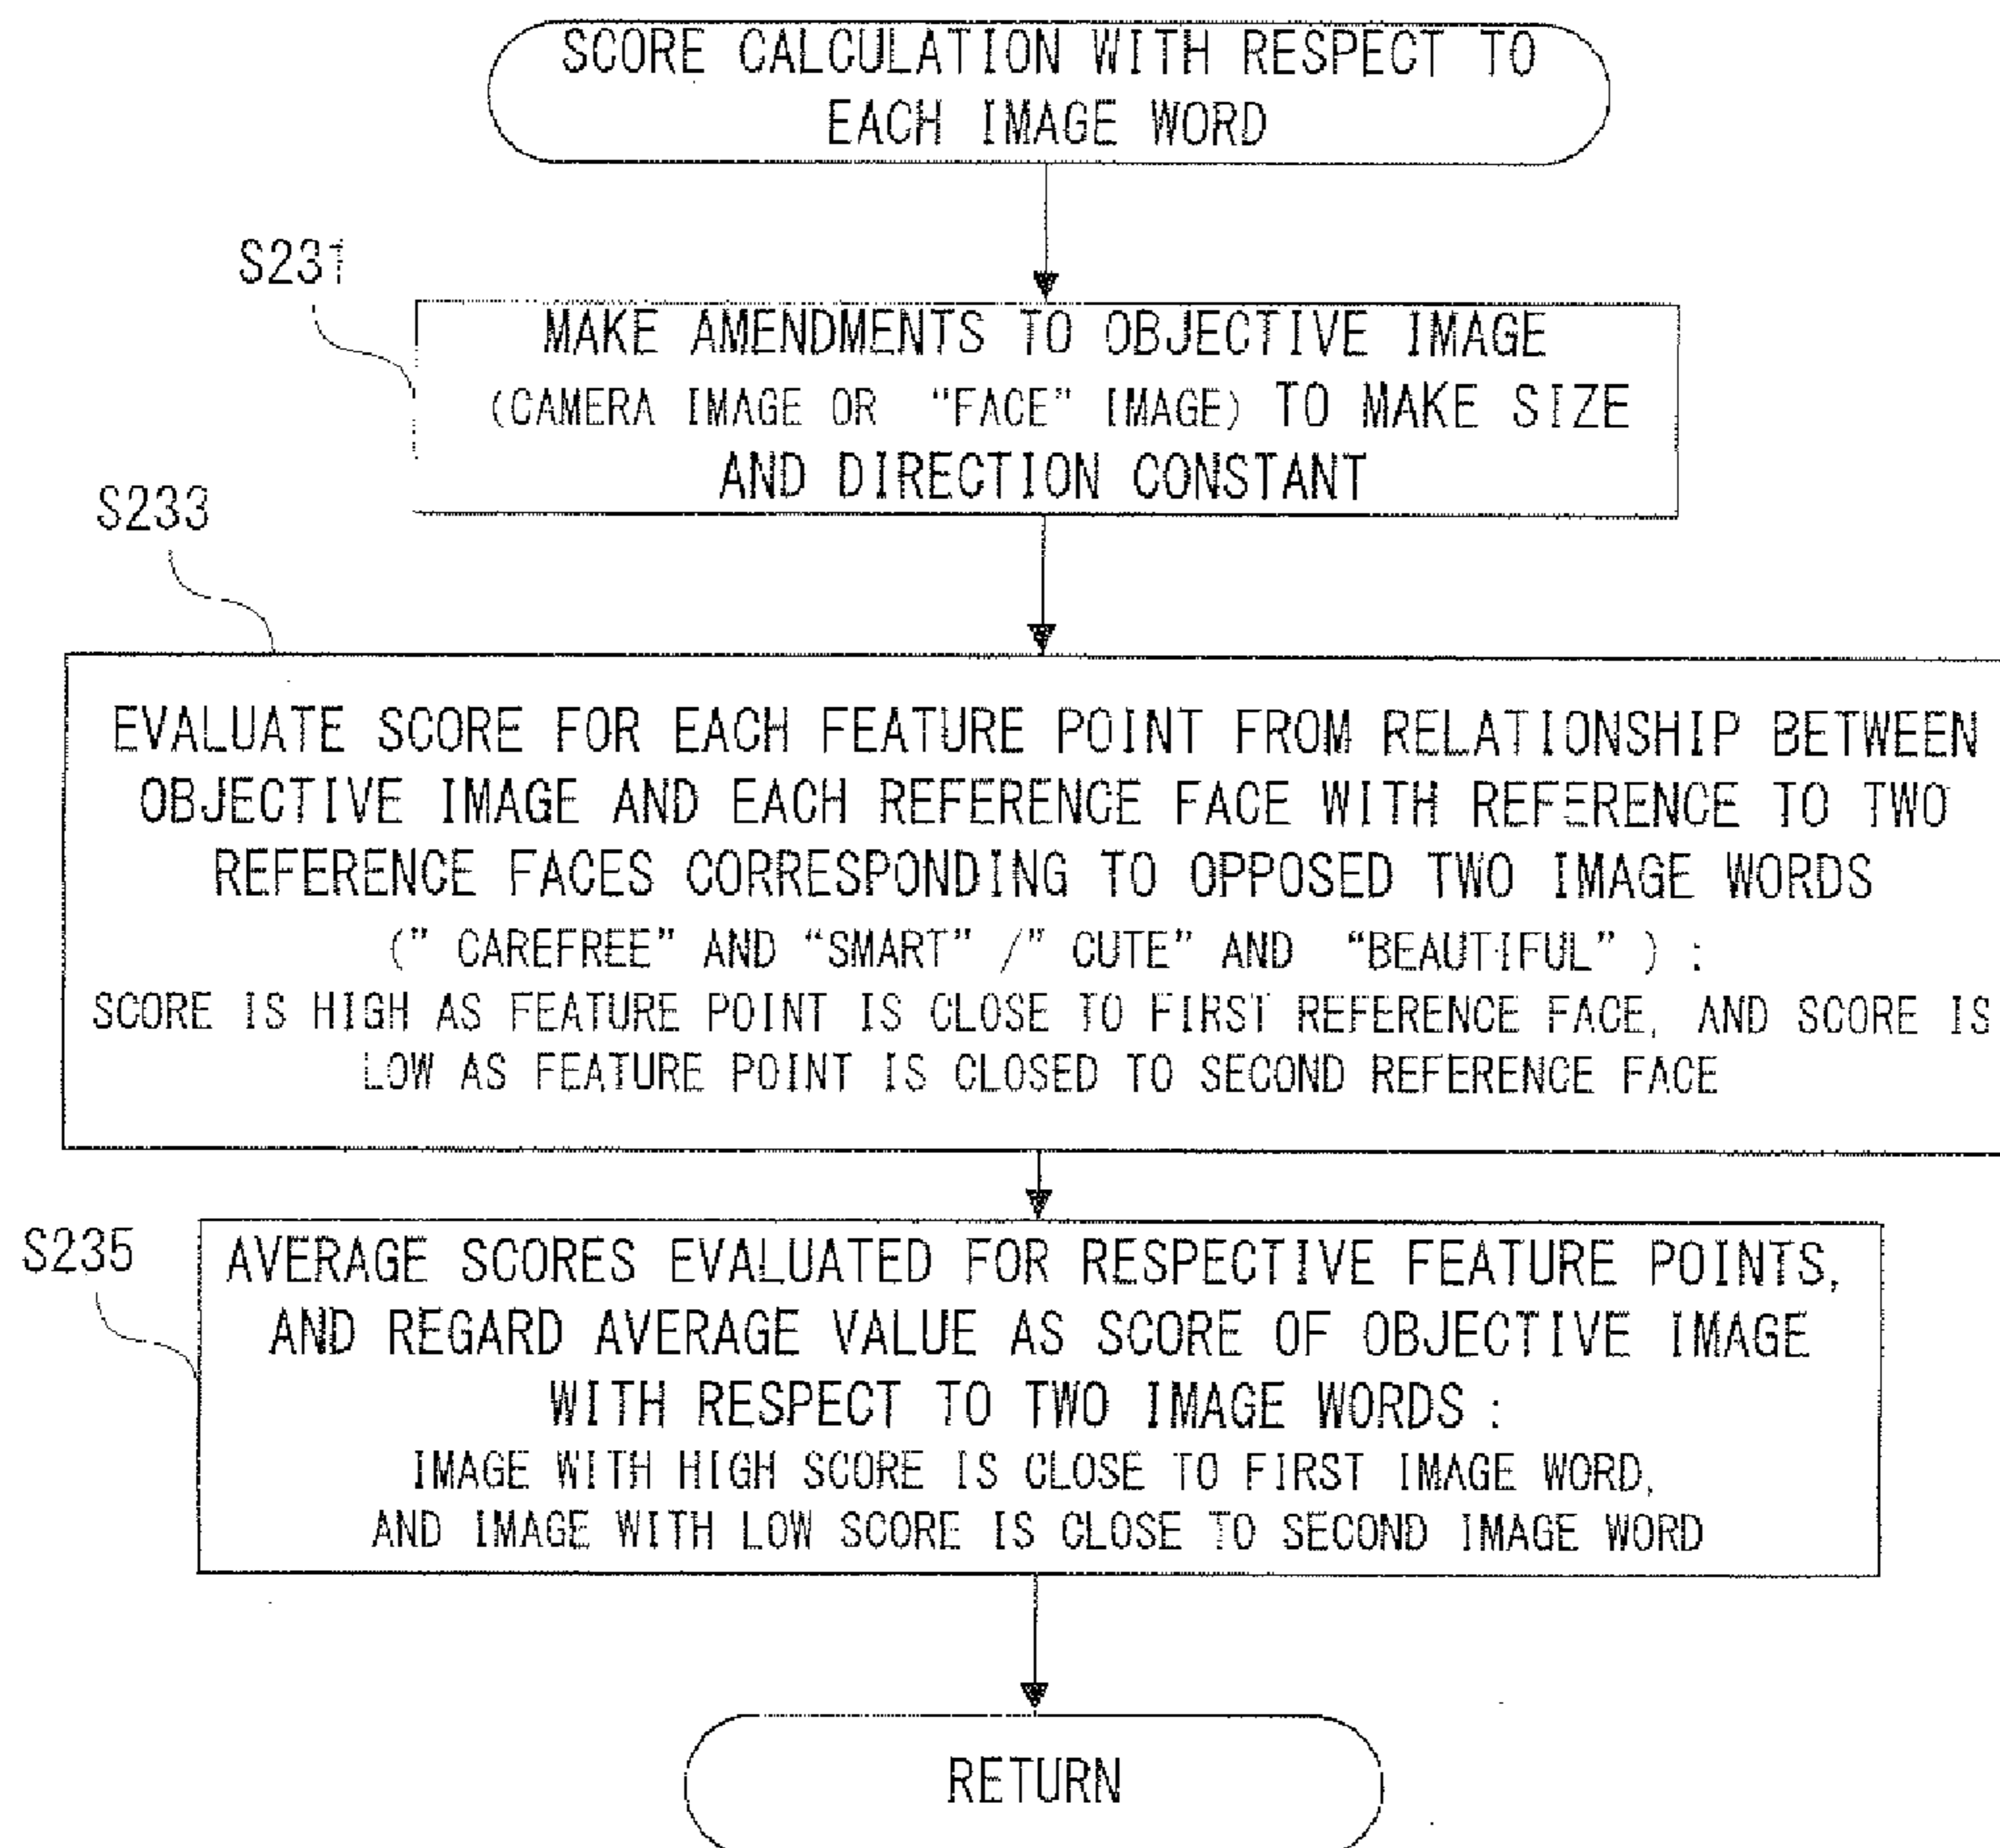 SCORE CALCULATION WITH RESPECT TO
EACH IMAGE WORD
S231
MAKE AMENDMENTS TO OBJECTIVE IMAGE
(CAMERA IMAGE OR "FACE" IMAGE) TO MAKE SIZE
AND DIRECTION CONSTANT
S233
EVALUATE SCORE FOR EACH FEATURE POINT FROM RELATIONSHIP BETWEEN
OBJECTIVE IMAGE AND EACH REFERENCE FACE WITH REFERENCE TO TWO
REFERENCE FACES CORRESPONDING TO OPPOSED TWO IMAGE WORDS
(" CAREFREE" AND "SMART" /" CUTE" AND "BEAUTIFUL" ) :
SCORE IS HIGH AS FEATURE POINT IS CLOSE TO FIRST REFERENCE FACE, AND SCORE IS
LOW AS FEATURE POINT IS CLOSED TO SECOND REFERENCE FACE
S235
AVERAGE SCORES EVALUATED FOR RESPECTIVE FEATURE POINTS,
AND REGARD AVERAGE VALUE AS SCORE OF OBJECTIVE IMAGE
WITH RESPECT TO TWO IMAGE WORDS :
IMAGE WITH HIGH SCORE IS CLOSE TO FIRST IMAGE WORD,
AND IMAGE WITH LOW SCORE IS CLOSE TO SECOND IMAGE WORD
RETURN